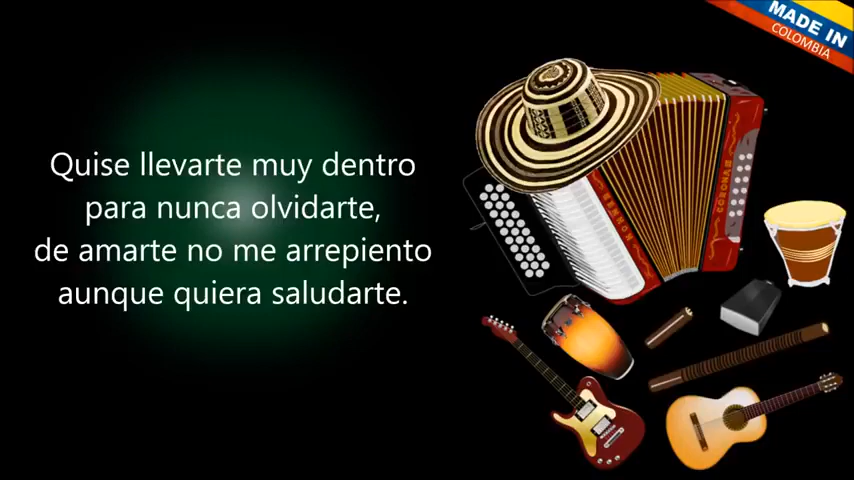 MADE IN
COLOMBIA
Quise llevarte muy dentro
para nunca olvidarte,
de amarte no me arrepiento
aunque quiera saludarte.